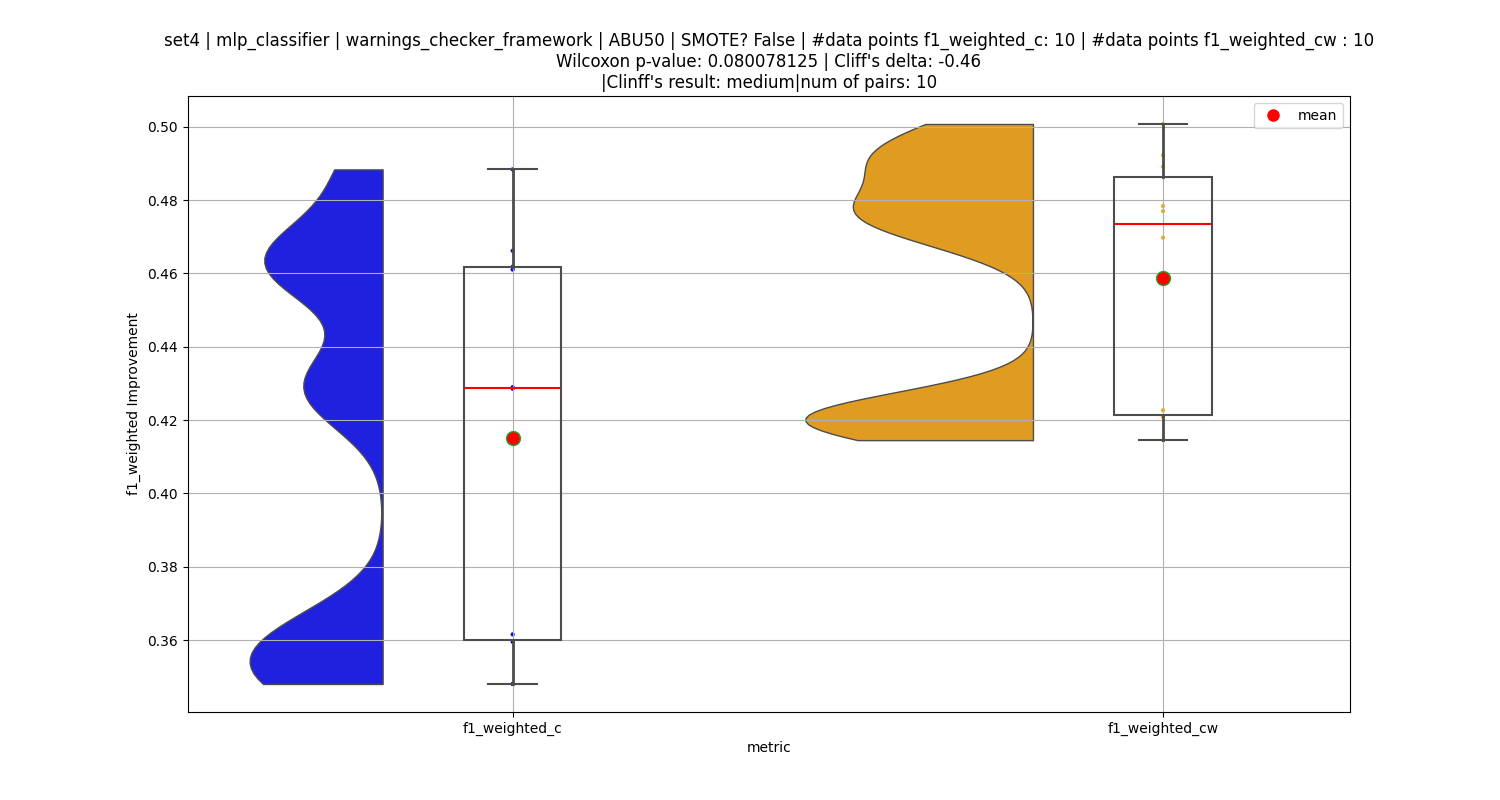 set4 | mlp_classifier | warnings_checker_framework | ABU50 | SMOTE? False | #data points f1_weighted_c: 10 | #data points f1_weighted_cw : 10
Wilcoxon p-value: 0.080078125 | Cliff's delta: -0.46
|Clinff's result: medium|num of pairs: 10
mean
0.50
0.48
0.46
0.44
0.42
0.40
0.38
0.36
f1_weighted Improvement
f1_weighted_c
f1_weighted_cw
metric